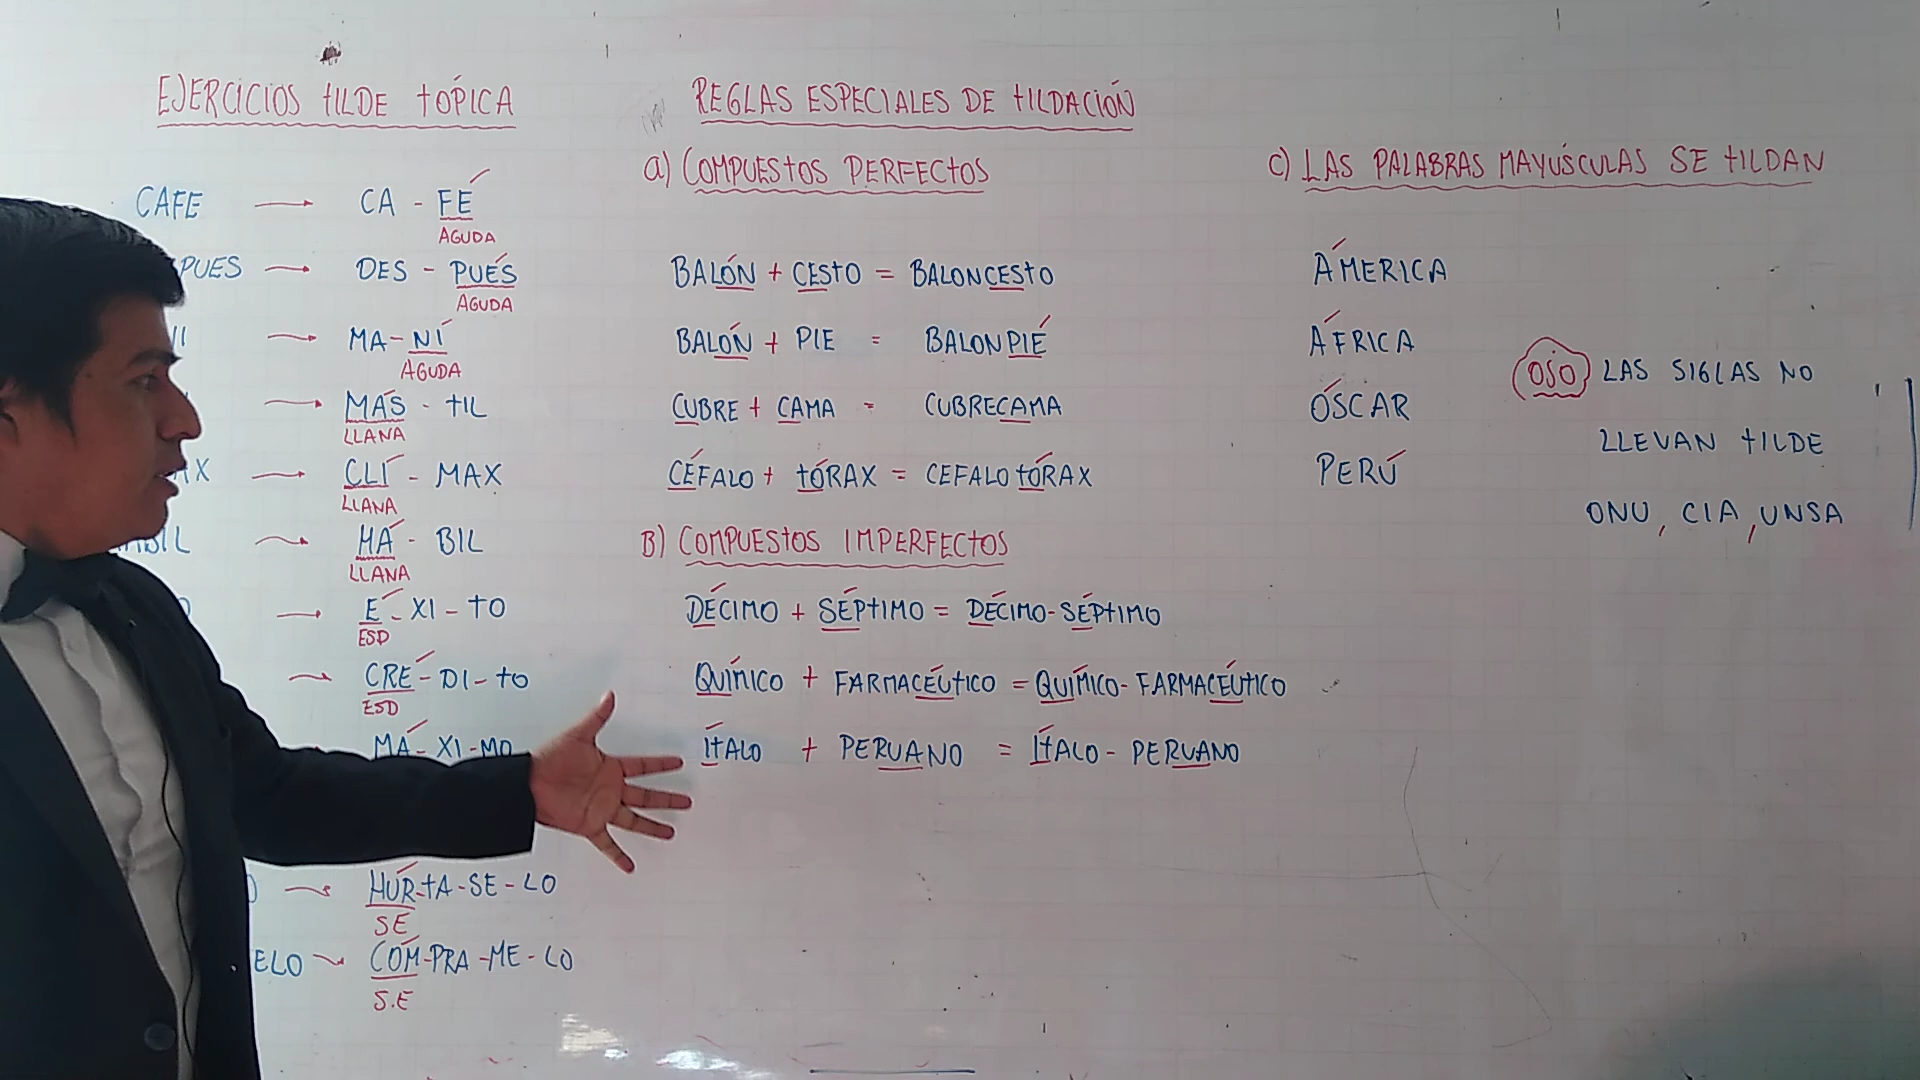 EJERCICIOS TILDE TÓPICA
CAFE → CA - FÉ
AGUDA
PUES → DES - PUÉS
AGUDA
→ MA-NÍ
AGUDA
→ MÁS - TIL
LLANA
AX → CLÍ - MAX
LLANA
BIL → HÁ - BIL
LLANA
→ É - XI - TO
ESD
→ CRÉ - DI - TO
ESD
MÁ - XI - MO
→ HÚR-TA-SE-LO
SE
ELO → CÓM-PRA-ME-LO
S.E
REGLAS ESPECIALES DE TILDACIÓN
a) COMPUESTOS PERFECTOS
BALÓN + CESTO = BALONCESTO
BALÓN + PIE = BALONPIÉ
CUBRE + CAMA = CUBRECAMA
CÉFALO + TÓRAX = CEFALOTÓRAX
B) COMPUESTOS IMPERFECTOS
DÉCIMO + SÉPTIMO = DÉCIMO-SÉPTIMO
QUÍMICO + FARMACÉUTICO = QUÍMICO-FARMACÉUTICO
ÍTALO + PERUANO = ÍTALO-PERUANO
C) LAS PALABRAS MAYÚSCULAS SE TILDAN
ÁMERICA
ÁFRICA
ÓSCAR
PERÚ
OJO LAS SIGLAS NO
LLEVAN TILDE
ONU, CIA, UNSA